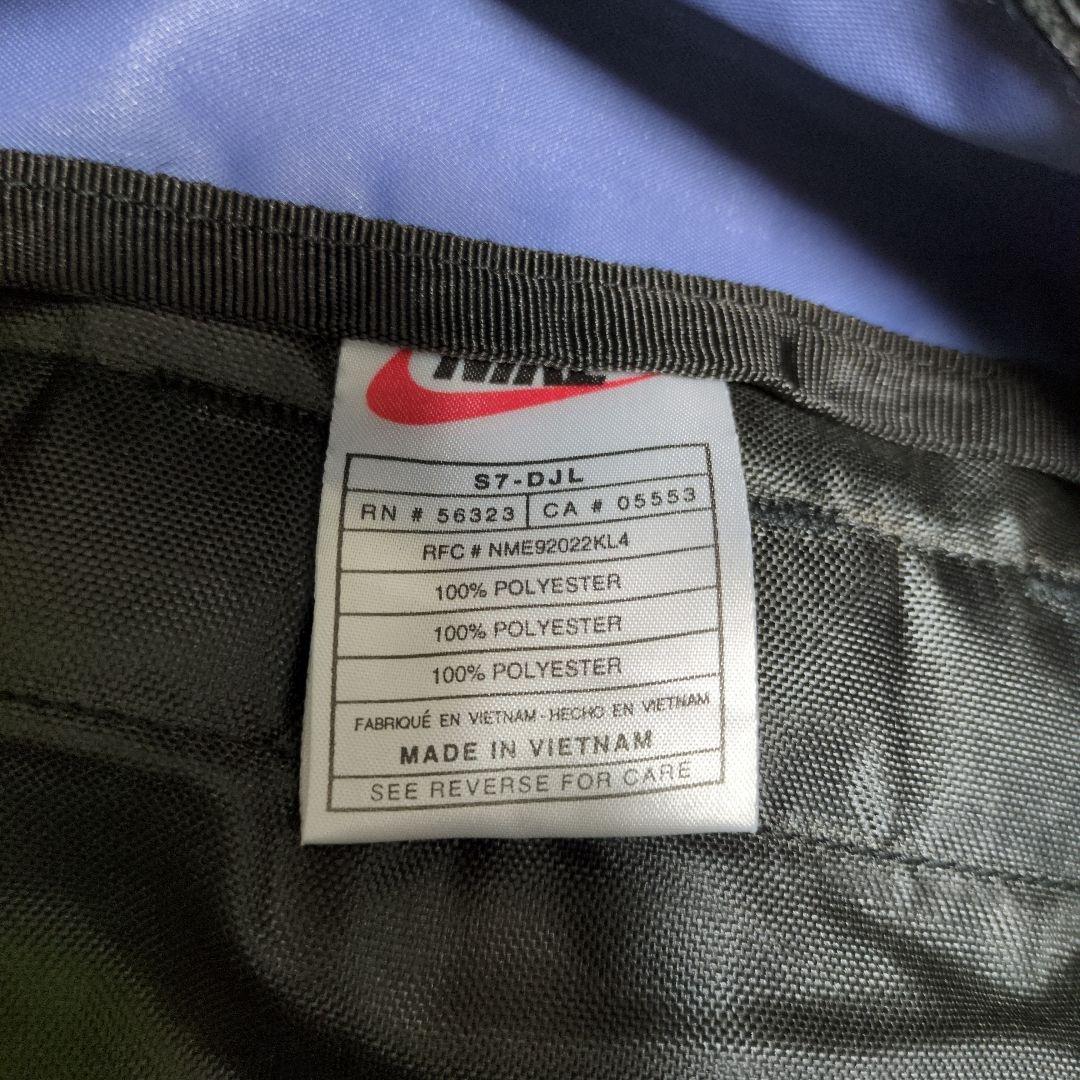 NIKE
S7-DJL
RN # 56323 CA # 05553
RFC # NME92022KL4
100% POLYESTER
100% POLYESTER
100% POLYESTER
FABRIQUÉ EN VIETNAM - HECHO EN VIETNAM
MADE IN VIETNAM
SEE REVERSE FOR CARE